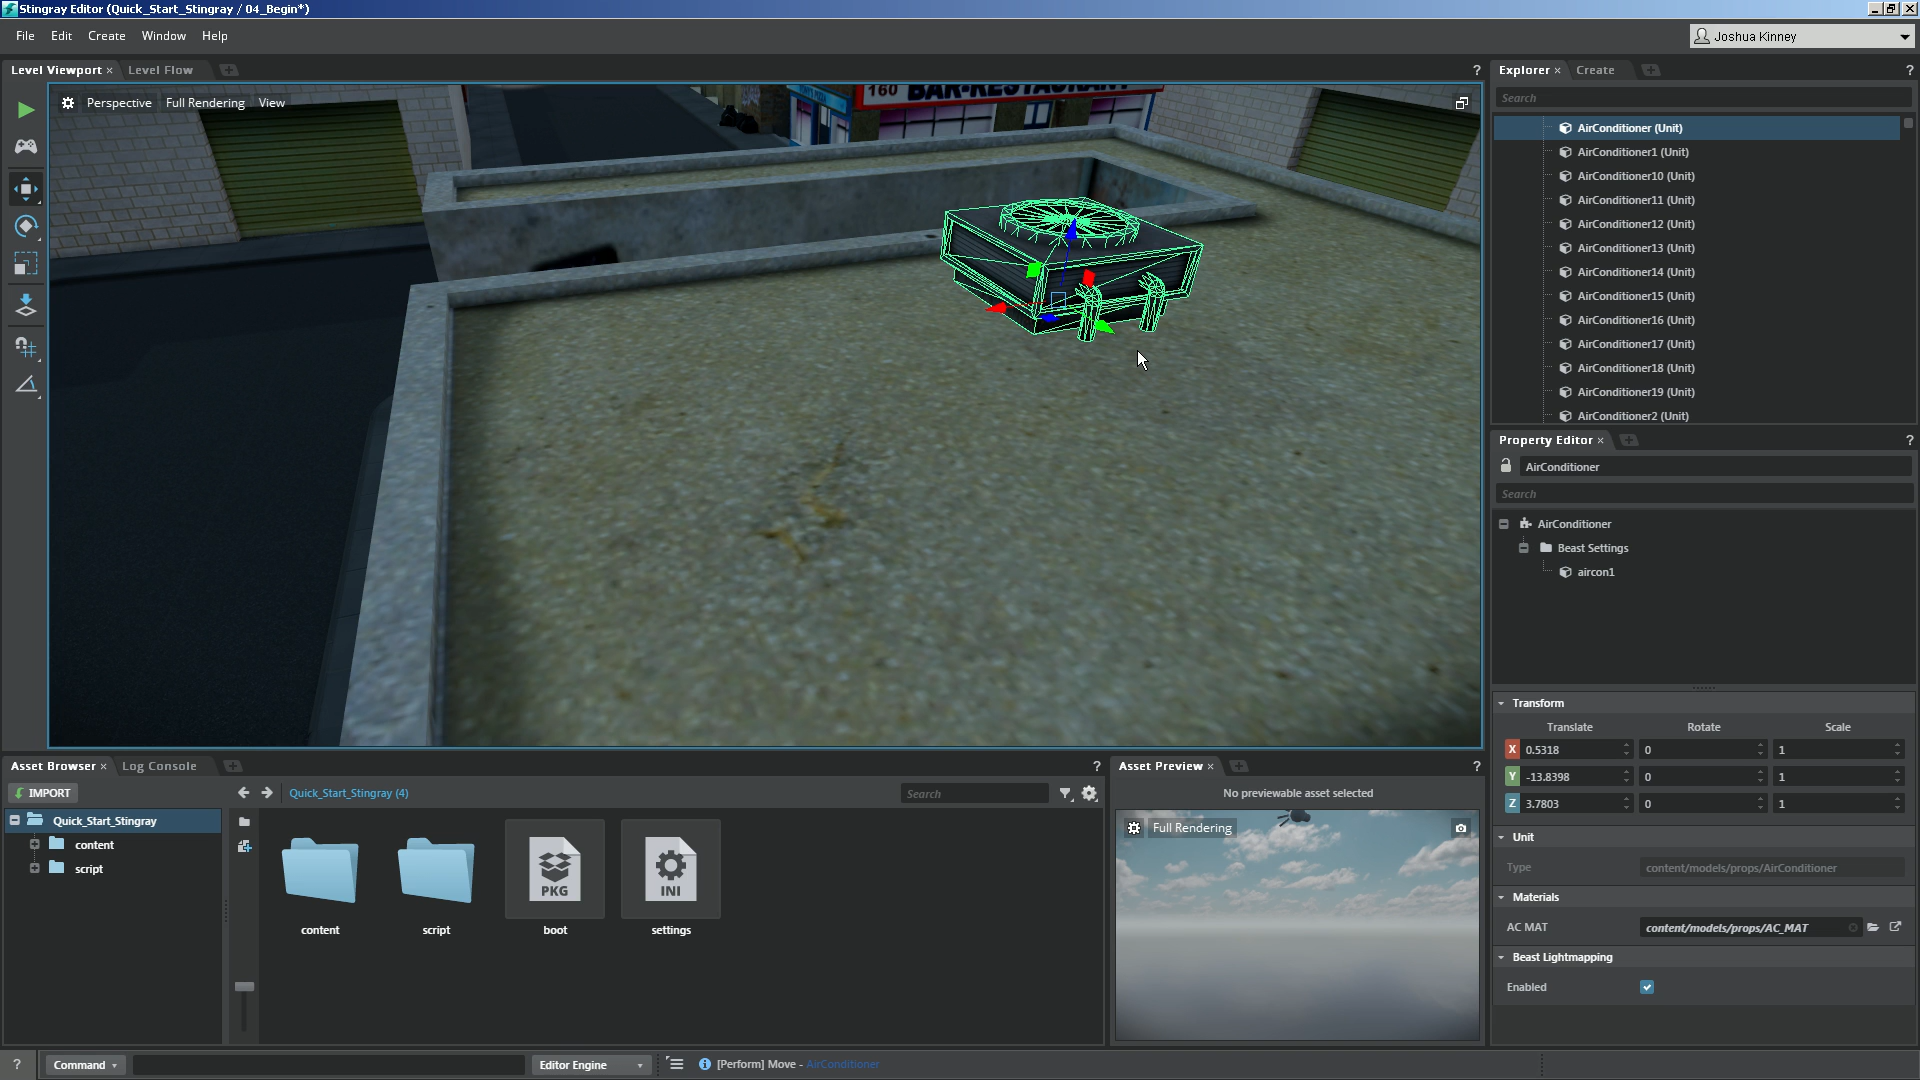 Stingray Editor (Quick_Start_Stingray / 04_Begin*)
File Edit Create Window Help
Joshua Kinney
Level Viewport × Level Flow
?
Perspective Full Rendering View
160 BAR-RESTAURANT
Explorer × Create
?
Search
AirConditioner (Unit)
AirConditioner1 (Unit)
AirConditioner10 (Unit)
AirConditioner11 (Unit)
AirConditioner12 (Unit)
AirConditioner13 (Unit)
AirConditioner14 (Unit)
AirConditioner15 (Unit)
AirConditioner16 (Unit)
AirConditioner17 (Unit)
AirConditioner18 (Unit)
AirConditioner19 (Unit)
AirConditioner2 (Unit)
Property Editor ×
?
AirConditioner
Search
AirConditioner
Beast Settings
aircon1
Transform
Translate Rotate Scale
X 0.5318 0 1
Y -13.8398 0 1
Z 3.7803 0 1
Unit
Type content/models/props/AirConditioner
Materials
AC MAT content/models/props/AC_MAT
Beast Lightmapping
Enabled
Asset Browser × Log Console
?
IMPORT
Quick_Start_Stingray (4)
Search
Quick_Start_Stingray
content
script
PKG
INI
content
script
boot
settings
Asset Preview ×
?
No previewable asset selected
Full Rendering
? Command
Editor Engine
[Perform] Move - AirConditioner